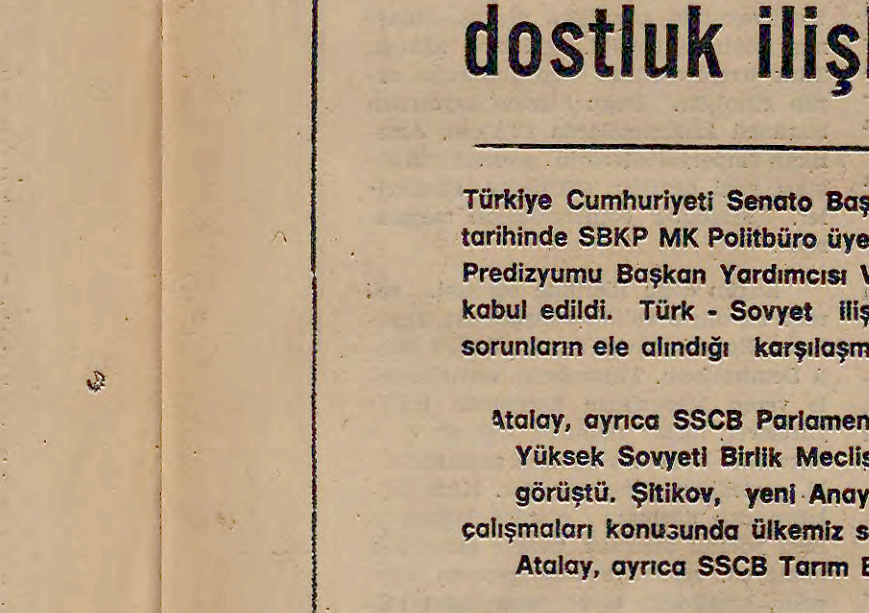 dostluk iliş
Türkiye Cumhuriyeti Senato Baş
tarihinde SBKP MK Politbüro üye
Predizyumu Başkan Yardımcısı V
kabul edildi. Türk - Sovyet iliş
sorunların ele alındığı karşılaşm
Atalay, ayrıca SSCB Parlamen
Yüksek Sovyeti Birlik Meclis
görüştü. Şitikov, yeni Anay
çalışmaları konusunda ülkemiz s
Atalay, ayrıca SSCB Tarım B